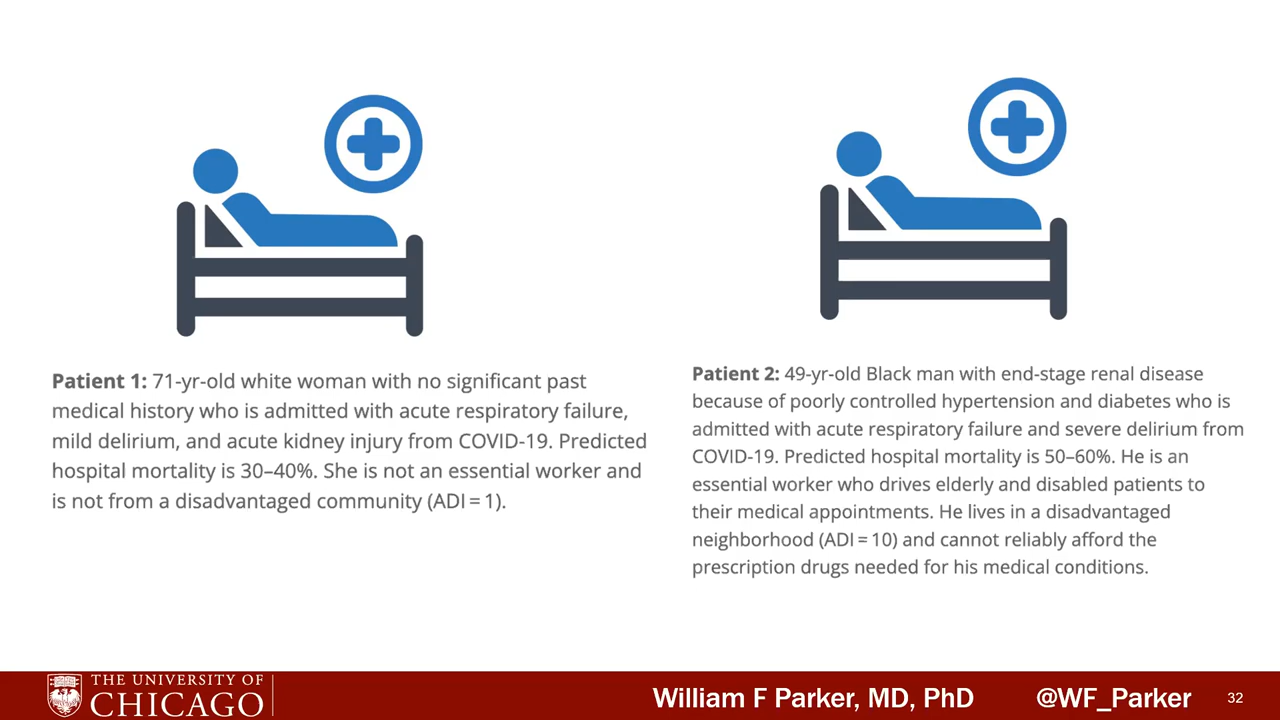 Patient 1: 71-yr-old white woman with no significant past
medical history who is admitted with acute respiratory failure,
mild delirium, and acute kidney injury from COVID-19. Predicted
hospital mortality is 30–40%. She is not an essential worker and
is not from a disadvantaged community (ADI = 1).
Patient 2: 49-yr-old Black man with end-stage renal disease
because of poorly controlled hypertension and diabetes who is
admitted with acute respiratory failure and severe delirium from
COVID-19. Predicted hospital mortality is 50–60%. He is an
essential worker who drives elderly and disabled patients to
their medical appointments. He lives in a disadvantaged
neighborhood (ADI = 10) and cannot reliably afford the
prescription drugs needed for his medical conditions.
THE UNIVERSITY OF
CHICAGO
William F Parker, MD, PhD
@WF_Parker
32